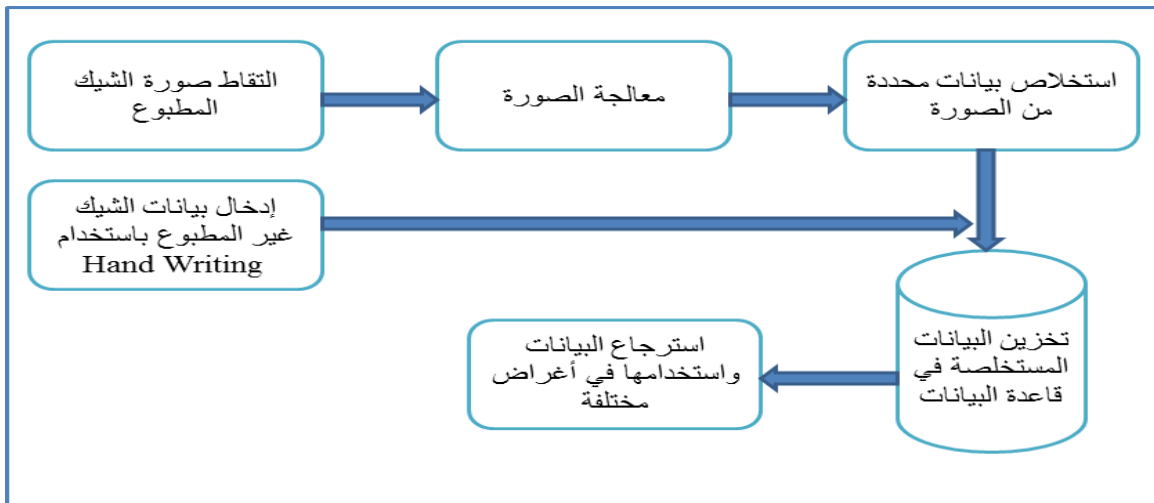 التقاط صورة الشيك
المطبوع
معالجة الصورة
استخلاص بيانات محددة
من الصورة
إدخال بيانات الشيك
غير المطبوع باستخدام
Hand Writing
تخزين البيانات
المستخلصة في
قاعدة البيانات
استرجاع البيانات
واستخدامها في أغراض
مختلفة